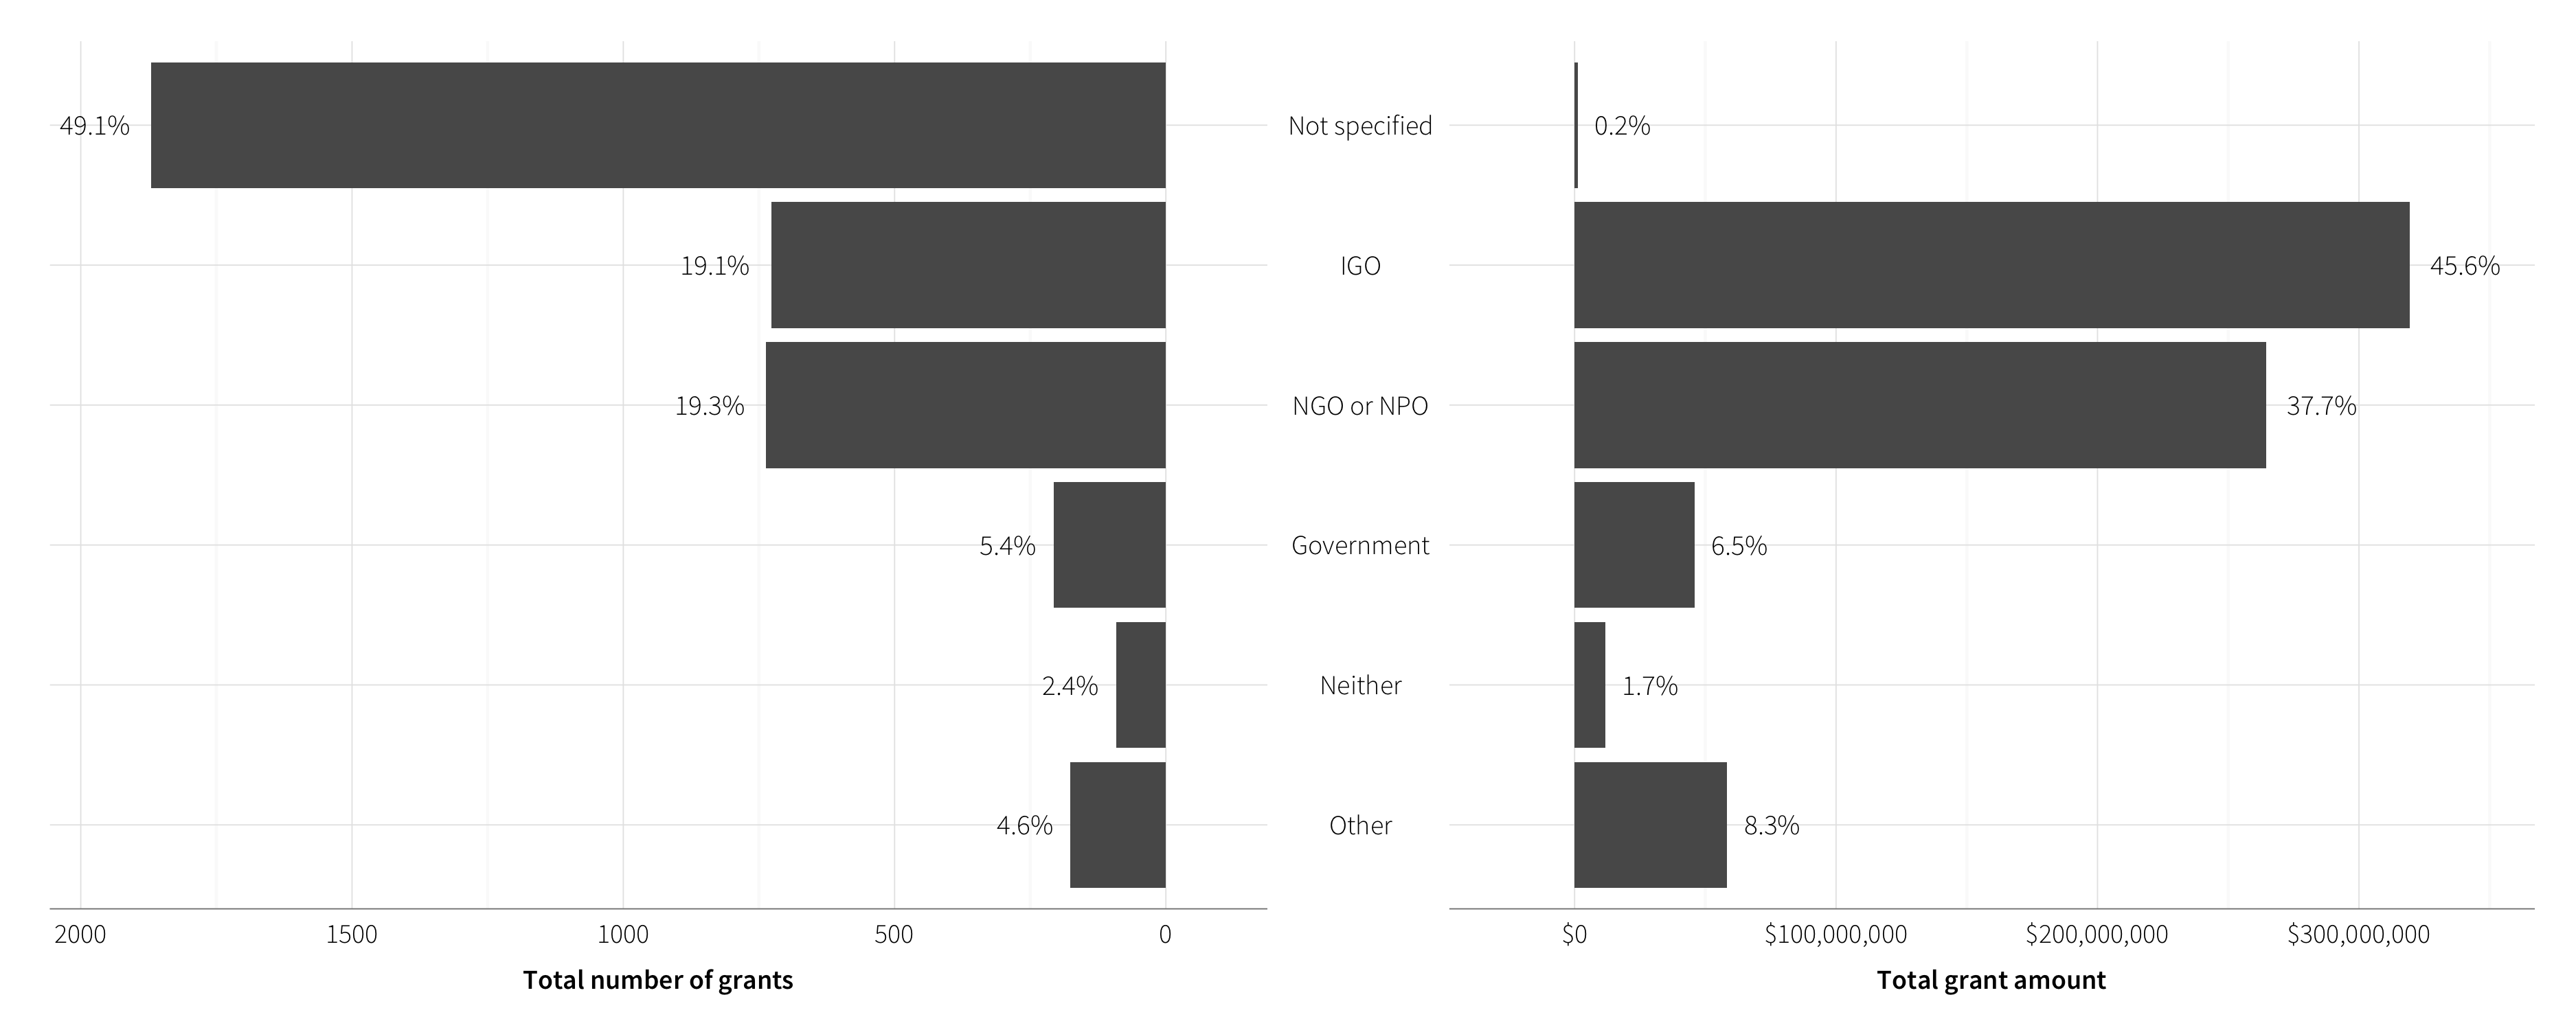 49.1% Not specified 0.2%
19.1% IGO 45.6%
19.3% NGO or NPO 37.7%
5.4% Government 6.5%
2.4% Neither 1.7%
4.6% Other 8.3%
2000 1500 1000 500 0 $0 $100,000,000 $200,000,000 $300,000,000
Total number of grants Total grant amount